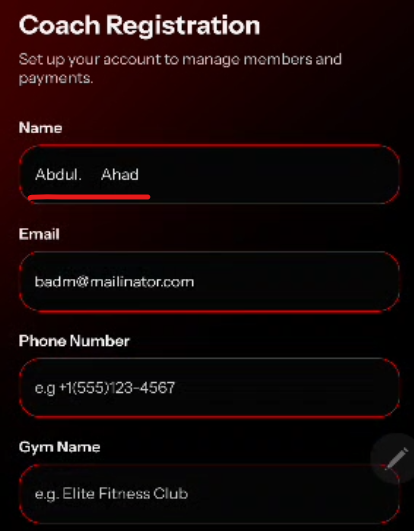 Coach Registration
Set up your account to manage members and
payments.
Name
Abdul.    Ahad
Email
badm@mailinator.com
Phone Number
e.g +1(555)123-4567
Gym Name
e.g. Elite Fitness Club